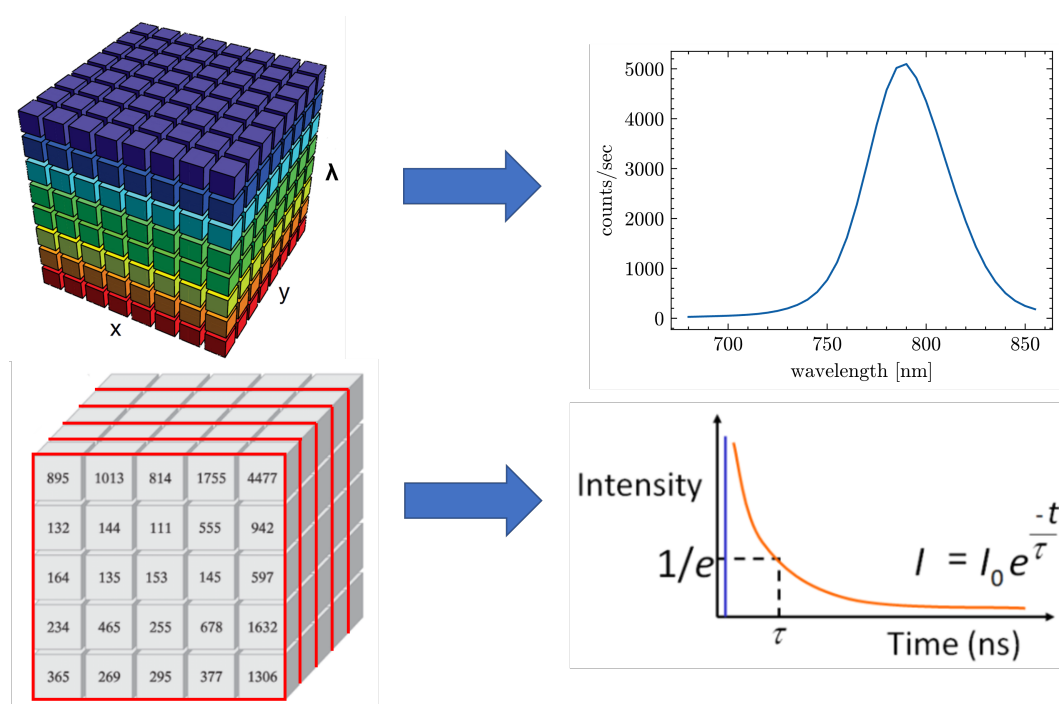 λ
y
x
5000
4000
3000
2000
1000
0
counts/sec
700 750 800 850
wavelength [nm]
895 1013 814 1755 4477
132 144 111 555 942
164 135 153 145 597
234 465 255 678 1632
365 269 295 377 1306
Intensity
1/e
I = I₀ e^(-t/τ)
τ
Time (ns)